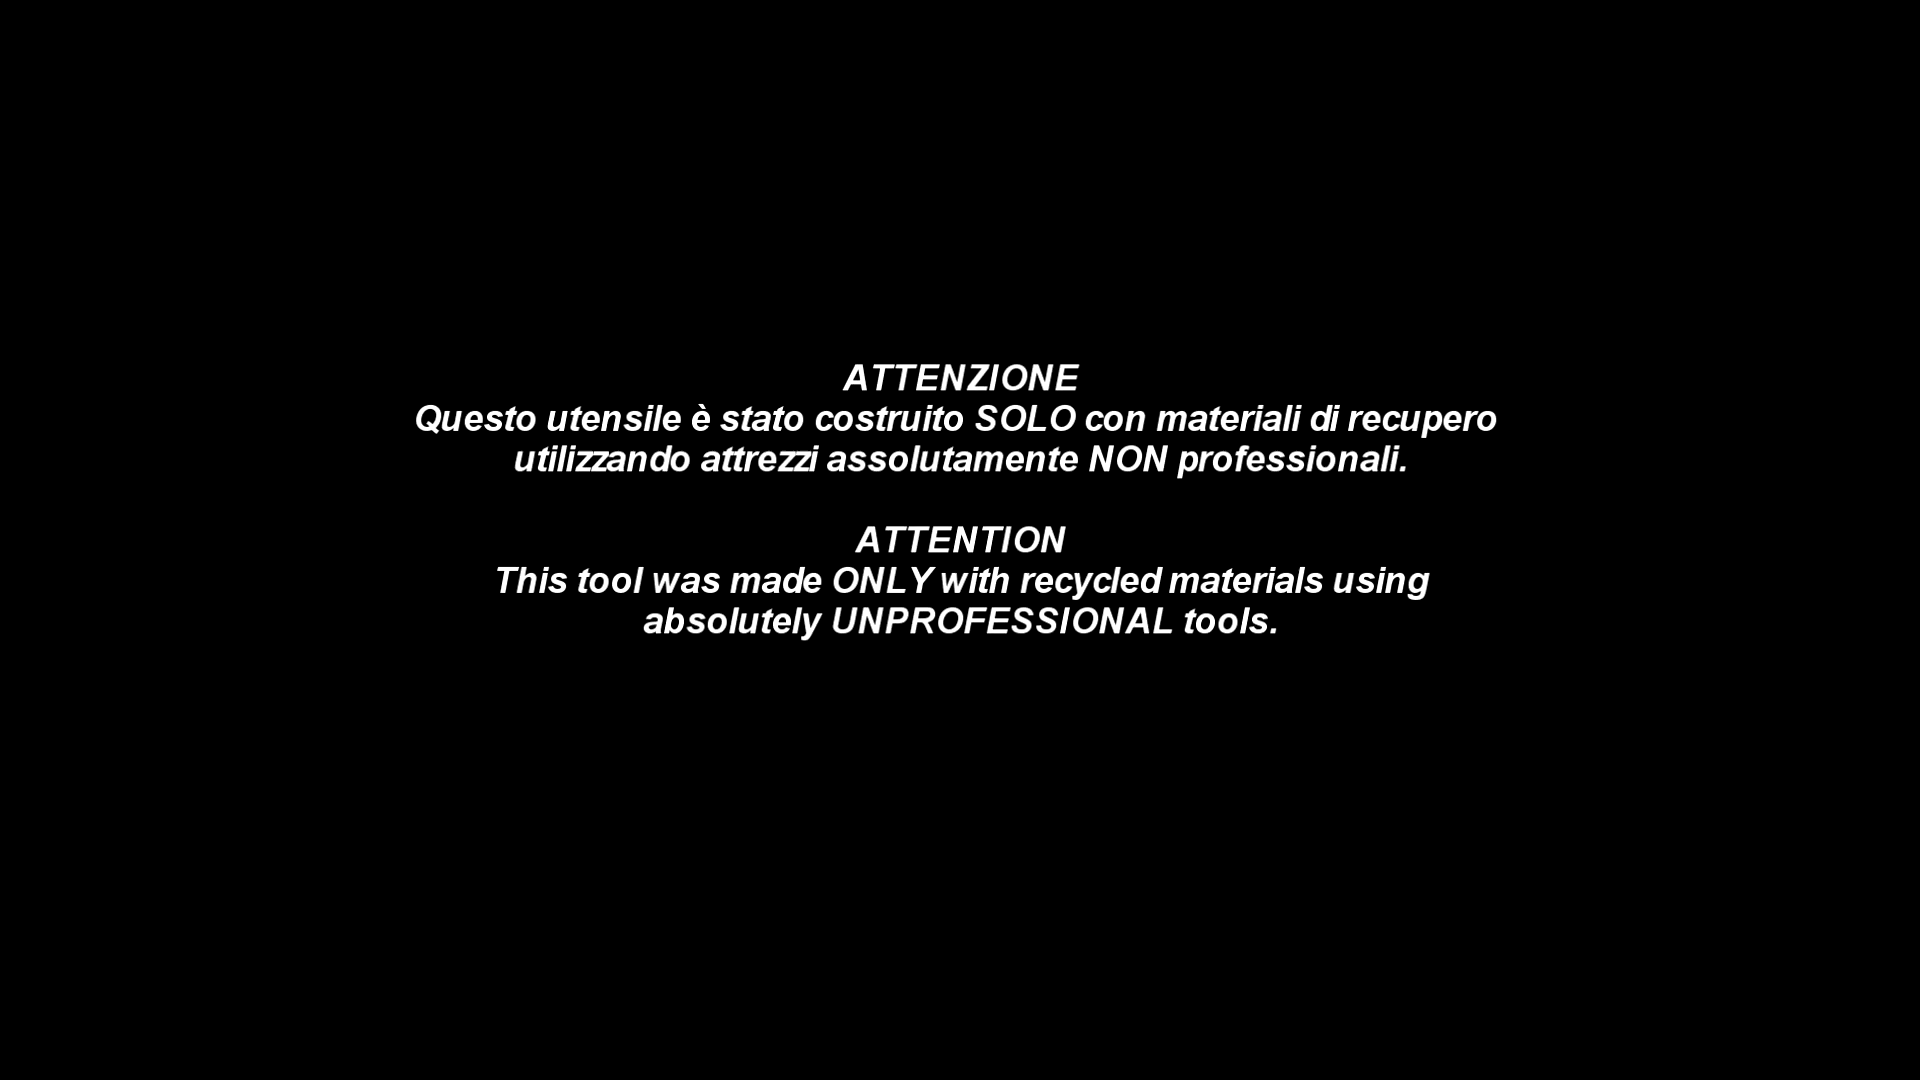 ATTENZIONE
Questo utensile è stato costruito SOLO con materiali di recupero
utilizzando attrezzi assolutamente NON professionali.
ATTENTION
This tool was made ONLY with recycled materials using
absolutely UNPROFESSIONAL tools.